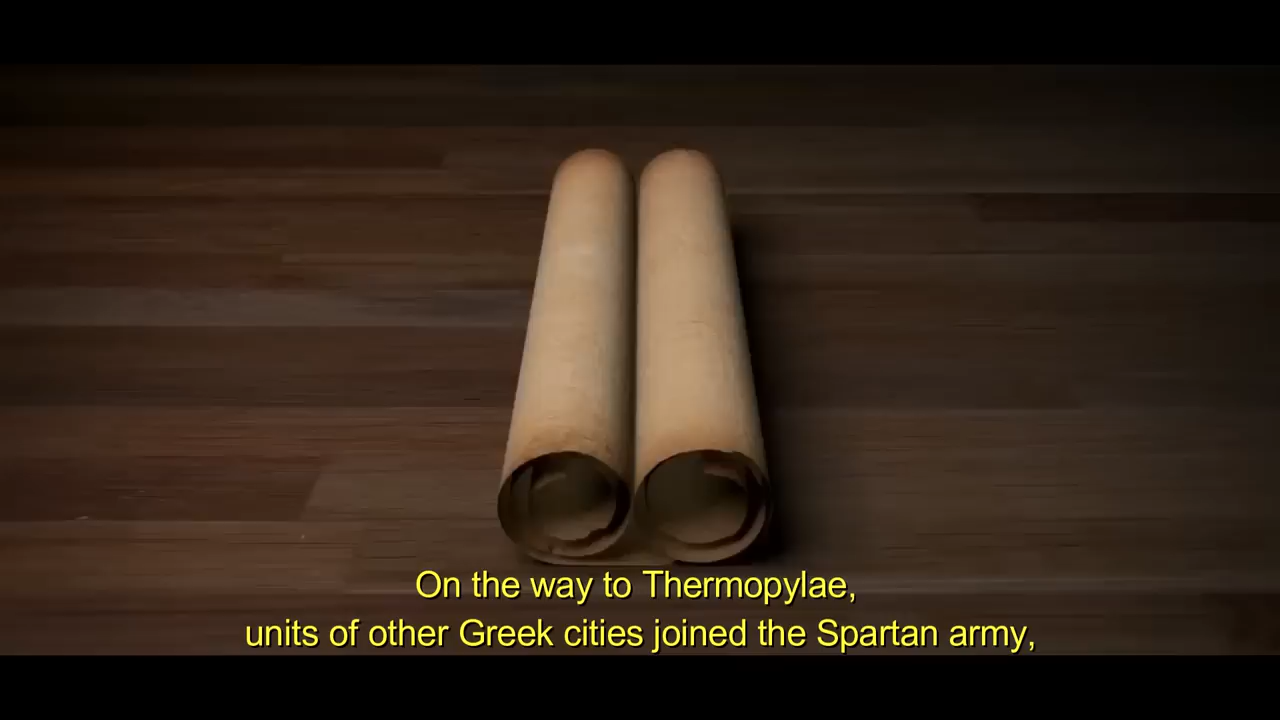 On the way to Thermopylae,
units of other Greek cities joined the Spartan army,